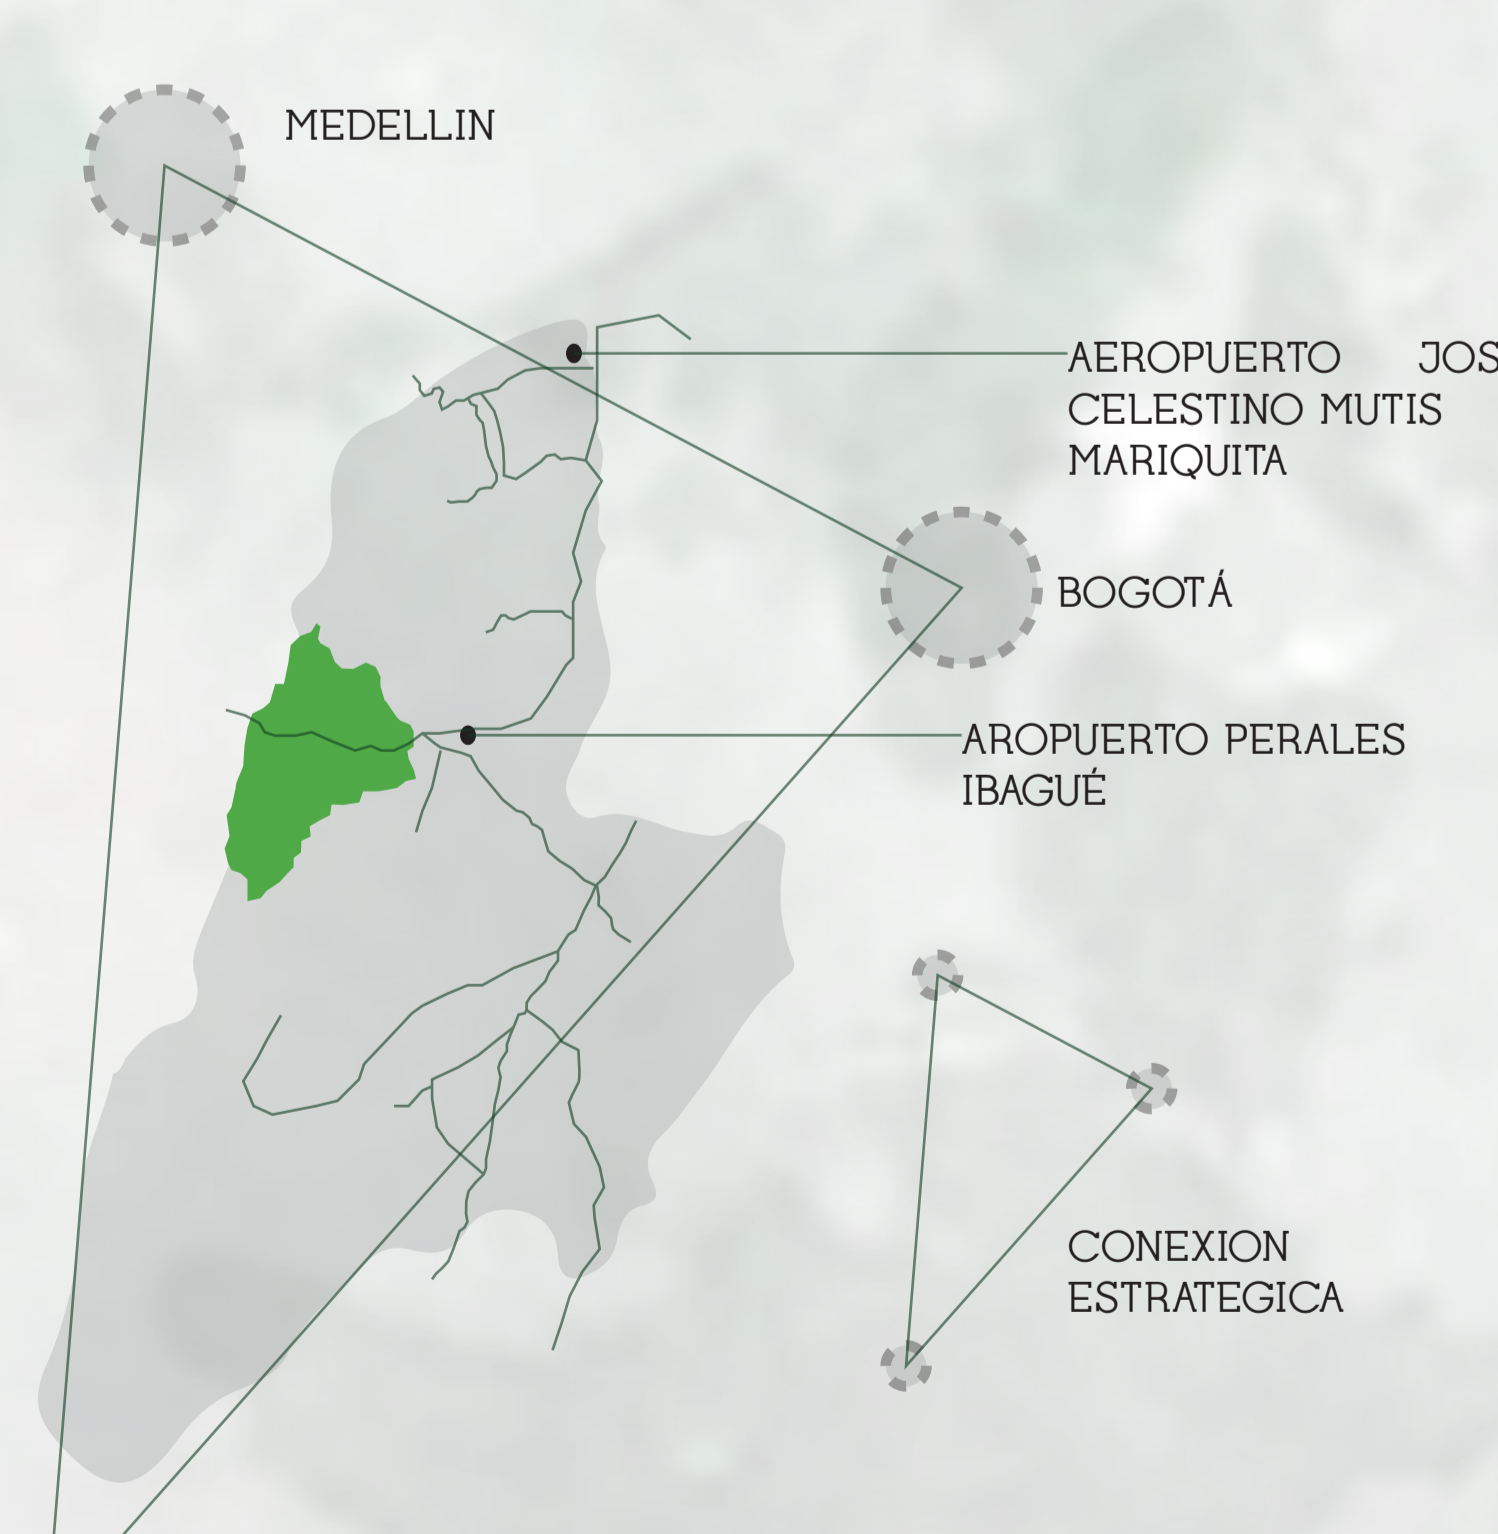 MEDELLIN
AEROPUERTO JOS
CELESTINO MUTIS
MARIQUITA
BOGOTÁ
AROPUERTO PERALES
IBAGUÉ
CONEXION
ESTRATEGICA